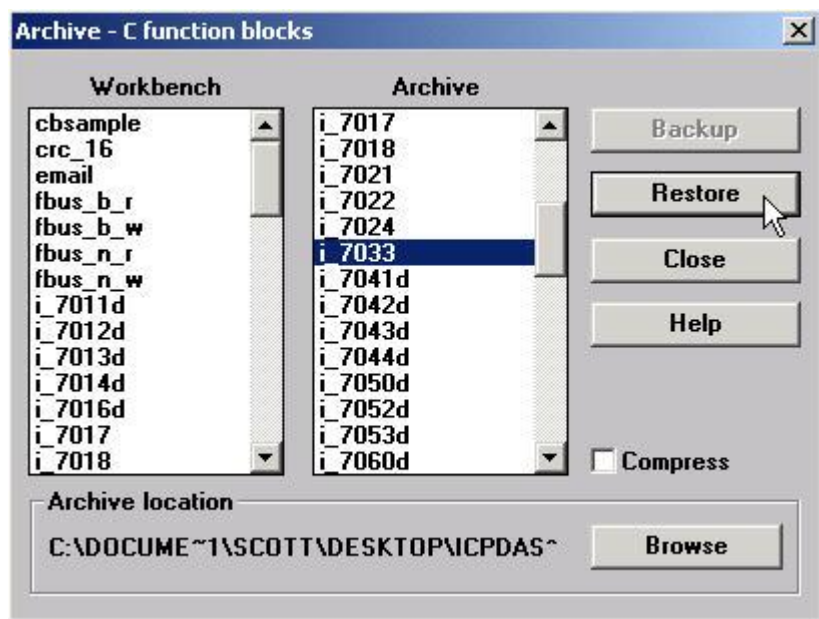 Archive - C function blocks
Workbench
cbsample
crc_16
email
fbus_b_r
fbus_b_w
fbus_n_r
fbus_n_w
i_7011d
i_7012d
i_7013d
i_7014d
i_7016d
i_7017
i_7018
Archive
i_7017
i_7018
i_7021
i_7022
i_7024
i_7033
i_7041d
i_7042d
i_7043d
i_7044d
i_7050d
i_7052d
i_7053d
i_7060d
Backup
Restore
Close
Help
Compress
Archive location
C:\DOCUME~1\SCOTT\DESKTOP\ICPDAS~
Browse